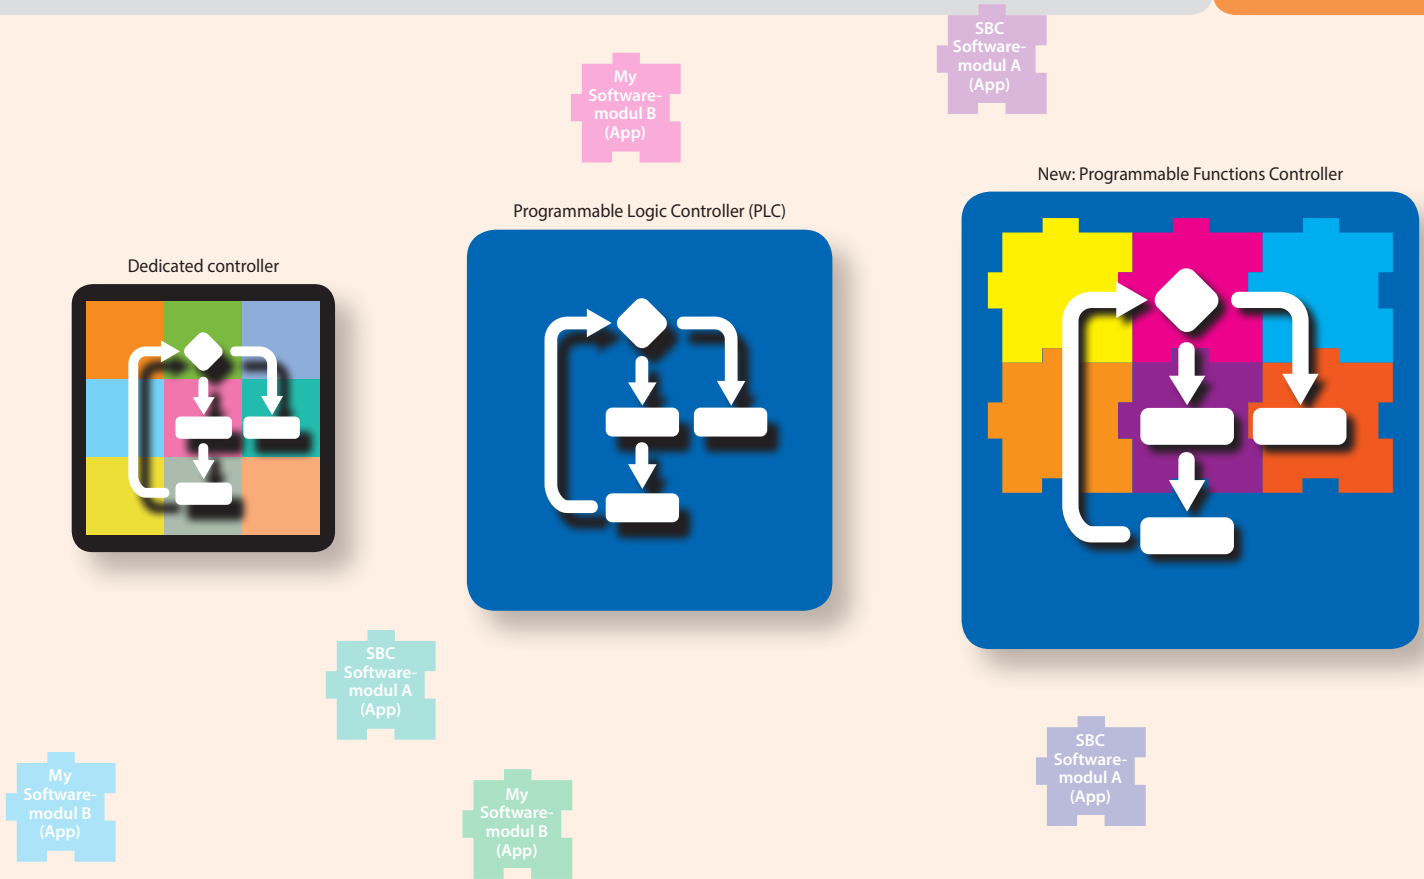 SBC
Software-
modul A
(App)
My
Software-
modul B
(App)
New: Programmable Functions Controller
Programmable Logic Controller (PLC)
Dedicated controller
SBC
Software-
modul A
(App)
SBC
Software-
modul A
(App)
My
Software-
modul B
(App)
My
Software-
modul B
(App)